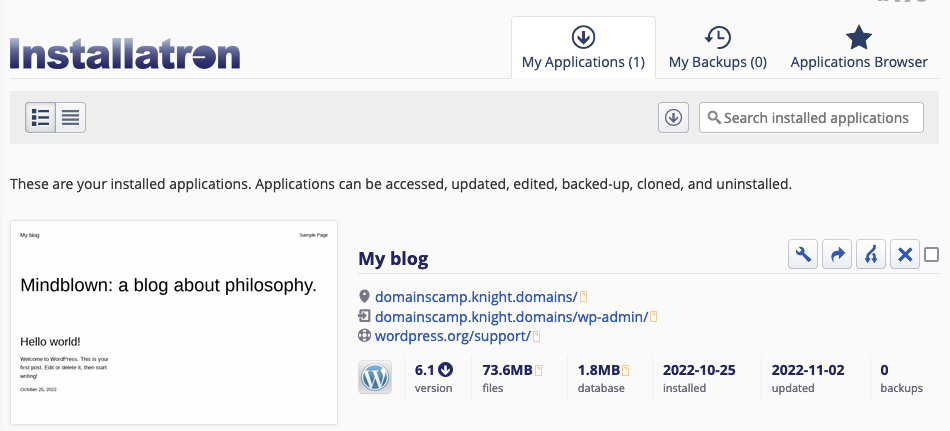 Installatron
My Applications (1)
My Backups (0)
Applications Browser
Search installed applications
These are your installed applications. Applications can be accessed, updated, edited, backed-up, cloned, and uninstalled.
My blog
Sample Page
Mindblown: a blog about philosophy.
Hello world!
Welcome to WordPress. This is your
first post. Edit or delete it, then start
writing!
October 25, 2022
My blog
domainscamp.knight.domains/
domainscamp.knight.domains/wp-admin/
wordpress.org/support/
6.1
version
73.6MB
files
1.8MB
database
2022-10-25
installed
2022-11-02
updated
0
backups